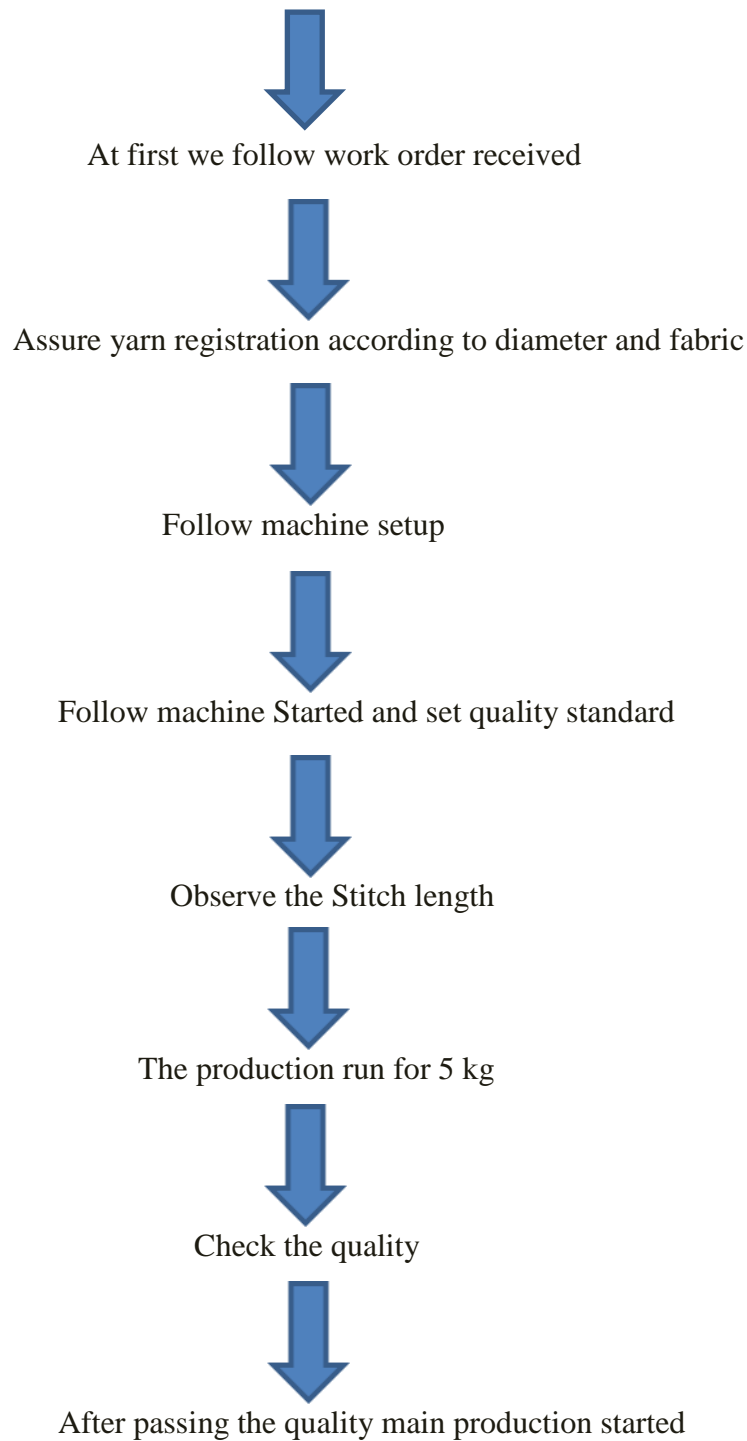 At first we follow work order received
Assure yarn registration according to diameter and fabric
Follow machine setup
Follow machine Started and set quality standard
Observe the Stitch length
The production run for 5 kg
Check the quality
After passing the quality main production started